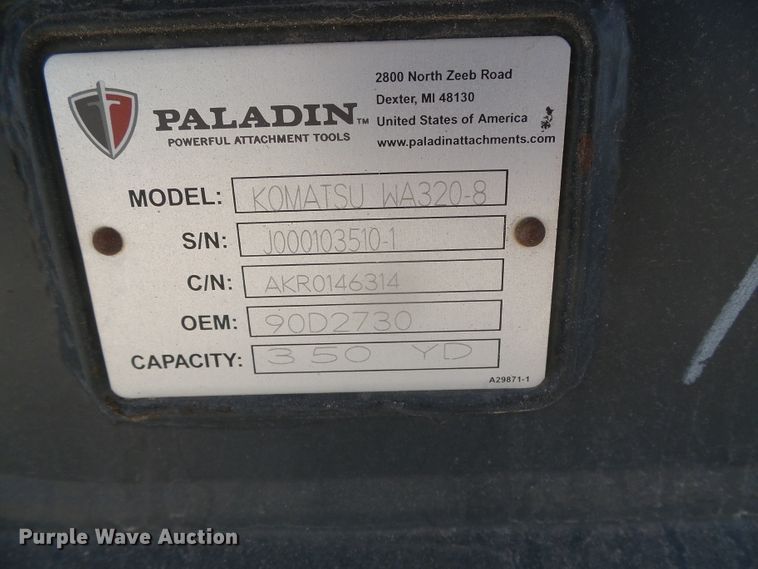 2800 North Zeeb Road
Dexter, MI 48130
United States of America
www.paladinattachments.com
PALADIN™
POWERFUL ATTACHMENT TOOLS
MODEL: KOMATSU WA320-8
S/N: J000103510-1
C/N: AKR0146314
OEM: 90D2730
CAPACITY: 3 50 YD
A29871-1
Purple Wave Auction